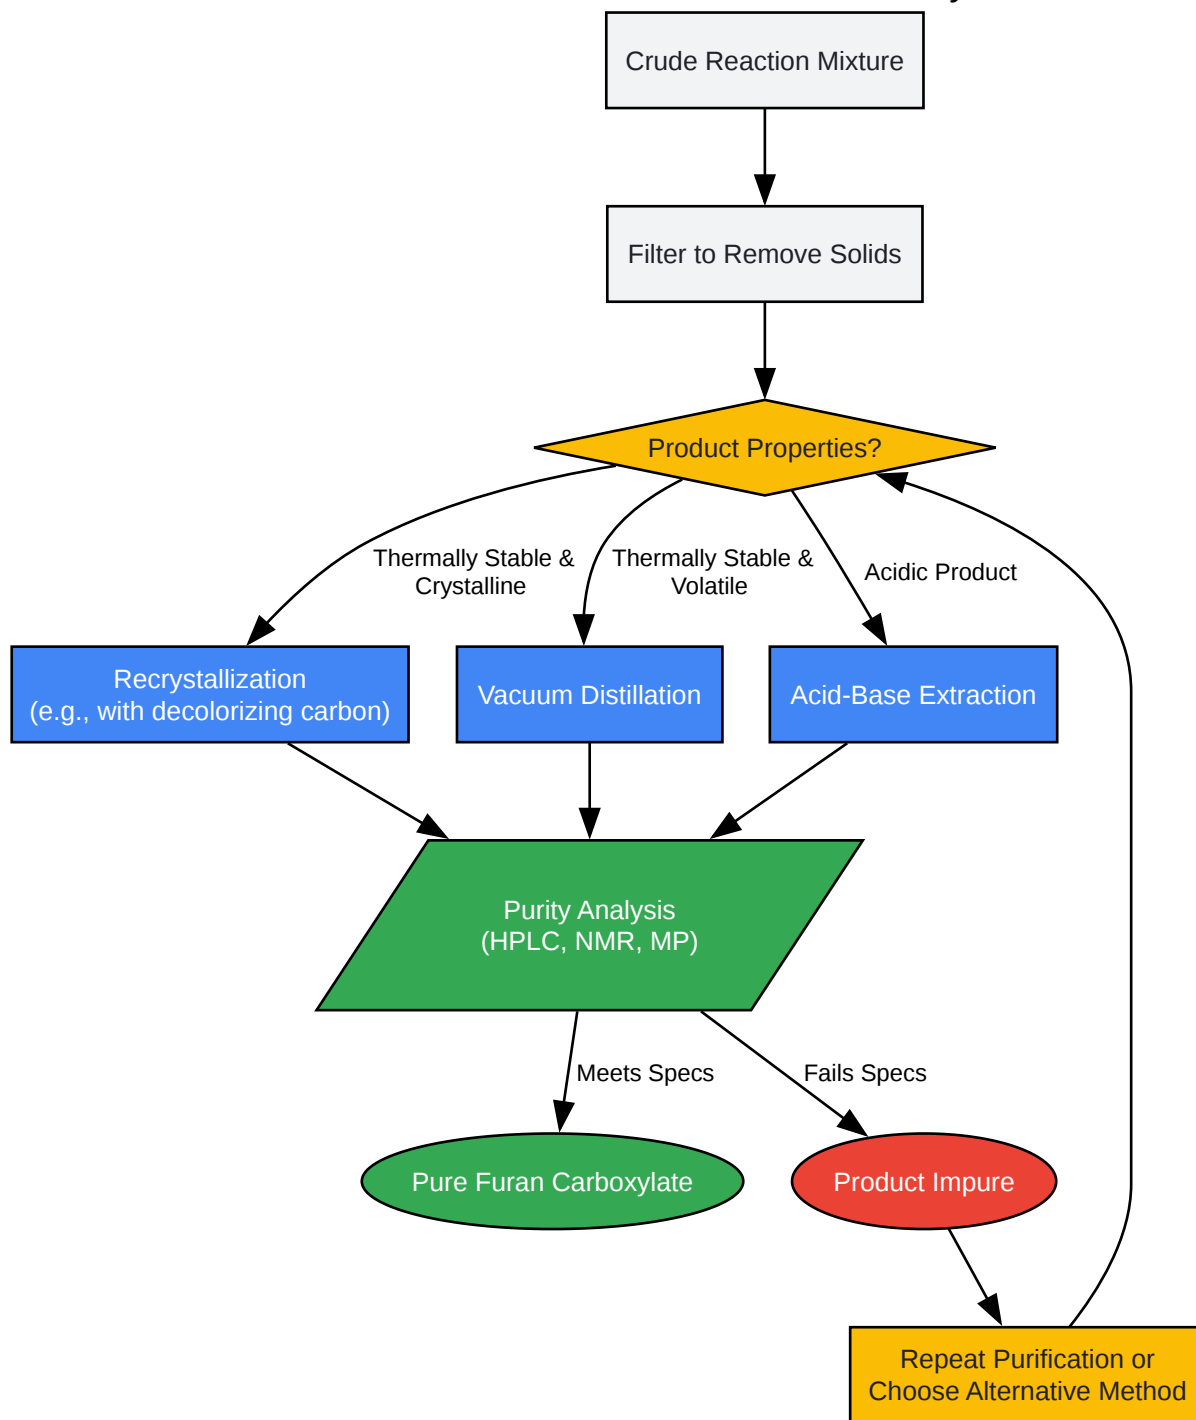 Crude Reaction Mixture
Filter to Remove Solids
Product Properties?
Thermally Stable &
Crystalline
Thermally Stable &
Volatile
Acidic Product
Recrystallization
(e.g., with decolorizing carbon)
Vacuum Distillation
Acid-Base Extraction
Purity Analysis
(HPLC, NMR, MP)
Meets Specs
Fails Specs
Pure Furan Carboxylate
Product Impure
Repeat Purification or
Choose Alternative Method